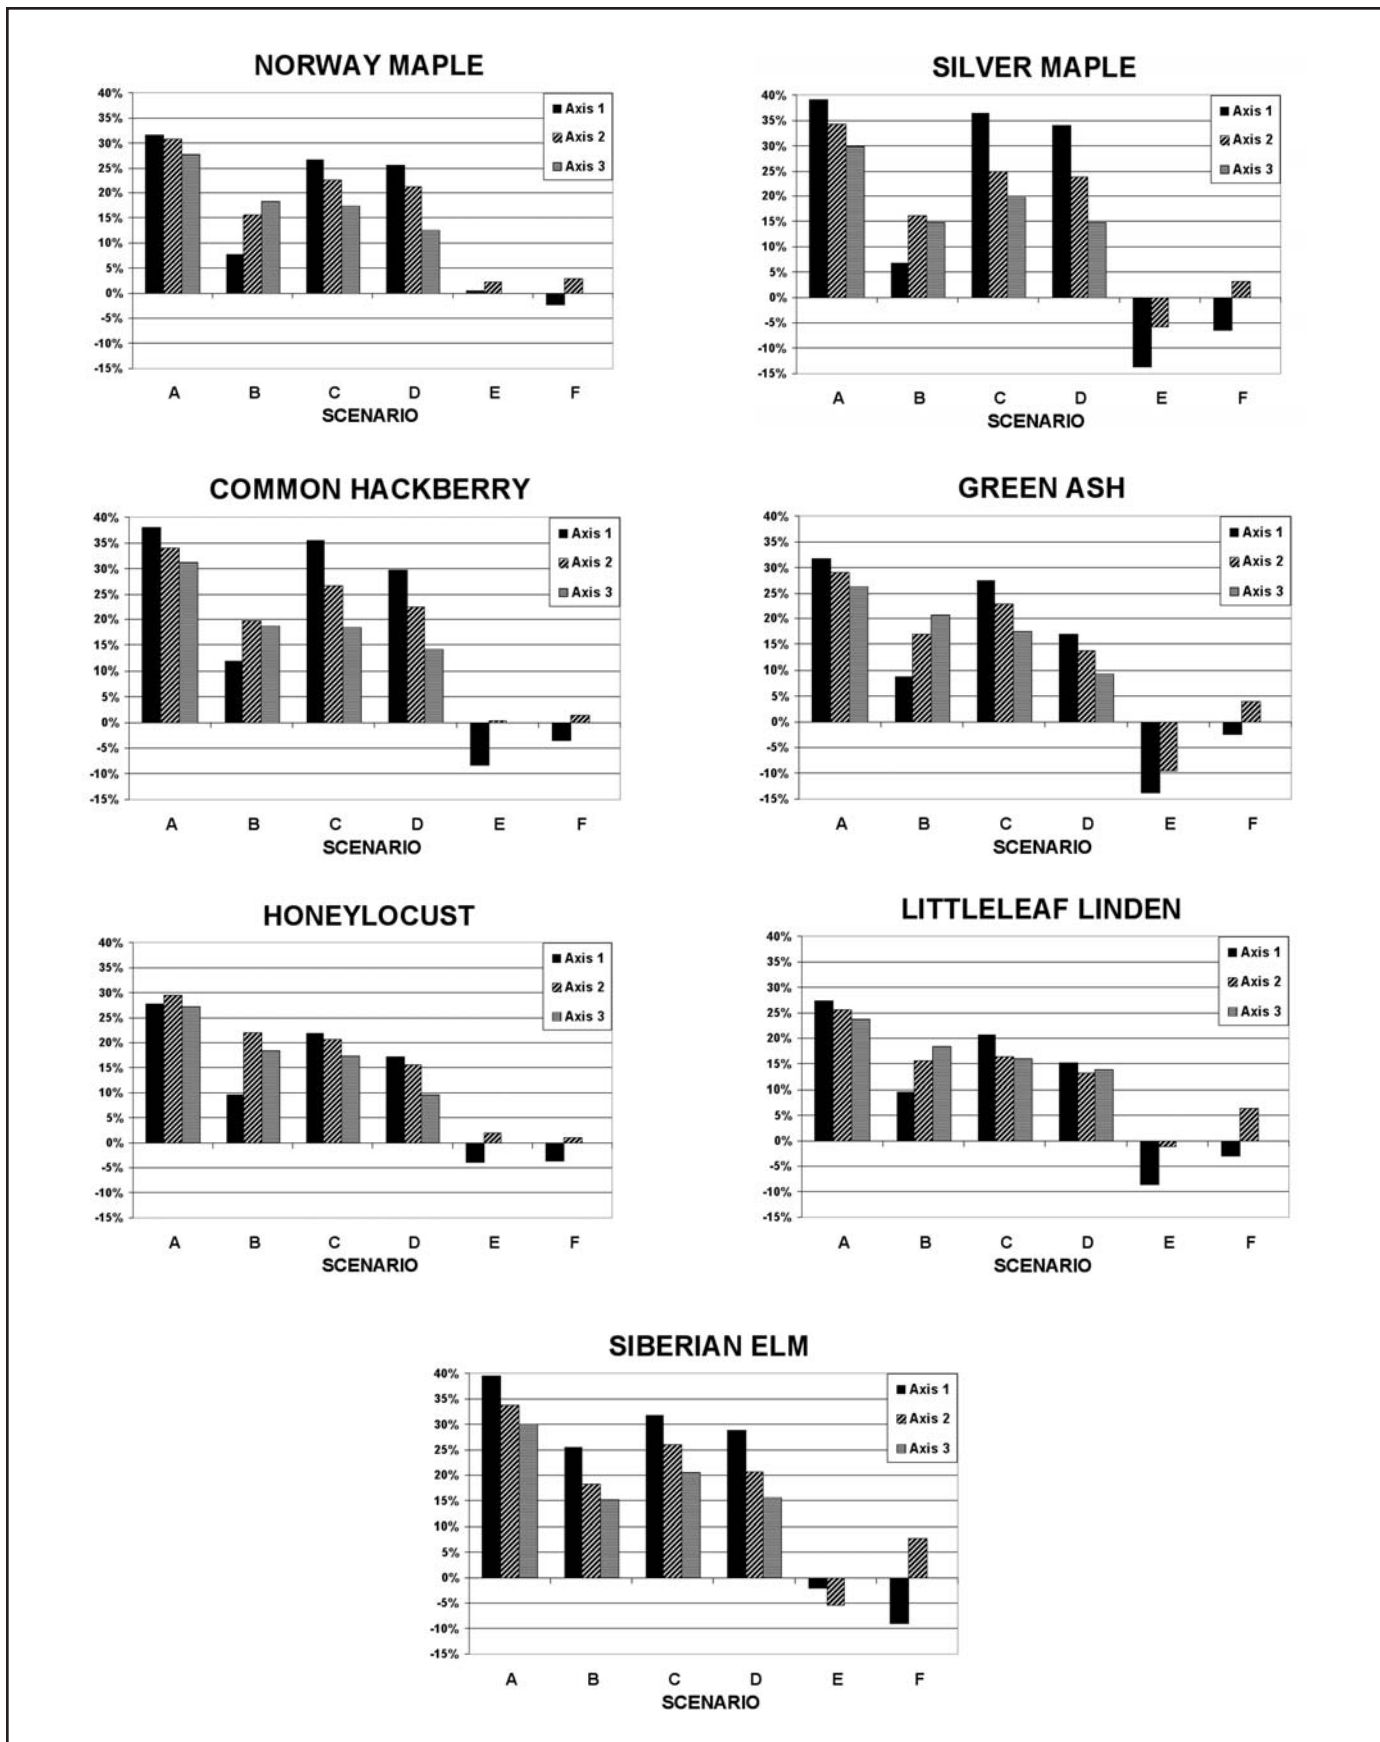 NORWAY MAPLE
40%
35%
30%
25%
20%
15%
10%
5%
0%
-5%
-10%
-15%
Axis 1
Axis 2
Axis 3
A B C D E F
SCENARIO
SILVER MAPLE
40%
35%
30%
25%
20%
15%
10%
5%
0%
-5%
-10%
-15%
Axis 1
Axis 2
Axis 3
A B C D E F
SCENARIO
COMMON HACKBERRY
40%
35%
30%
25%
20%
15%
10%
5%
0%
-5%
-10%
-15%
Axis 1
Axis 2
Axis 3
A B C D E F
SCENARIO
GREEN ASH
40%
35%
30%
25%
20%
15%
10%
5%
0%
-5%
-10%
-15%
Axis 1
Axis 2
Axis 3
A B C D E F
SCENARIO
HONEYLOCUST
40%
35%
30%
25%
20%
15%
10%
5%
0%
-5%
-10%
-15%
Axis 1
Axis 2
Axis 3
A B C D E F
SCENARIO
LITTLELEAF LINDEN
40%
35%
30%
25%
20%
15%
10%
5%
0%
-5%
-10%
-15%
Axis 1
Axis 2
Axis 3
A B C D E F
SCENARIO
SIBERIAN ELM
40%
35%
30%
25%
20%
15%
10%
5%
0%
-5%
-10%
-15%
Axis 1
Axis 2
Axis 3
A B C D E F
SCENARIO